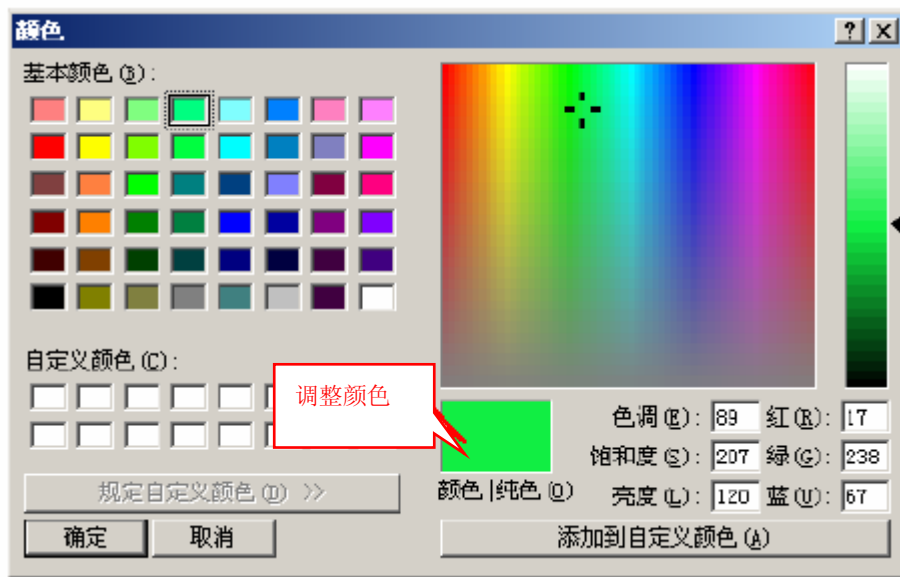 颜色
? ×
基本颜色(B):
自定义颜色(C):
调整颜色
规定自定义颜色(D) >>
确定
取消
颜色|纯色(O)
色调(E): 89 红(R): 17
饱和度(S): 207 绿(G): 238
亮度(L): 120 蓝(U): 67
添加到自定义颜色(A)